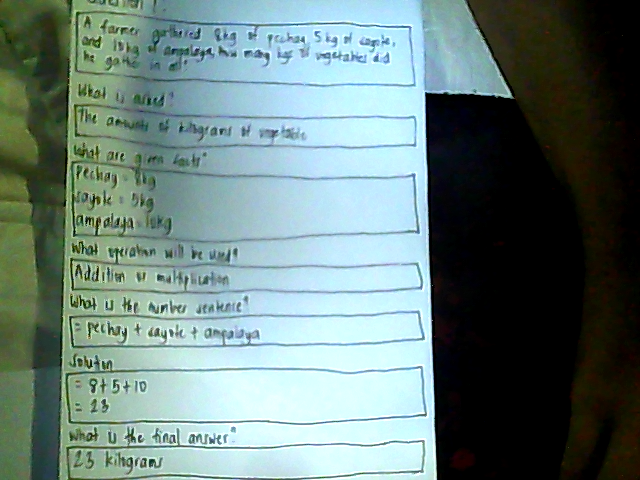 A farmer gathered 8kg of pechay, 5kg of sayote,
and 10kg of ampalaya, how many kgs of vegetables did
he gather in all?
What is asked?
The amounts of kilograms of vegetable
What are given facts?
pechay = 8kg
sayote = 5kg
ampalaya = 10kg
What operation will be used?
Addition or multiplication
What is the number sentence?
= pechay + sayote + ampalaya
Solution
= 8+5+10
= 23
What is the final answer?
23 kilograms